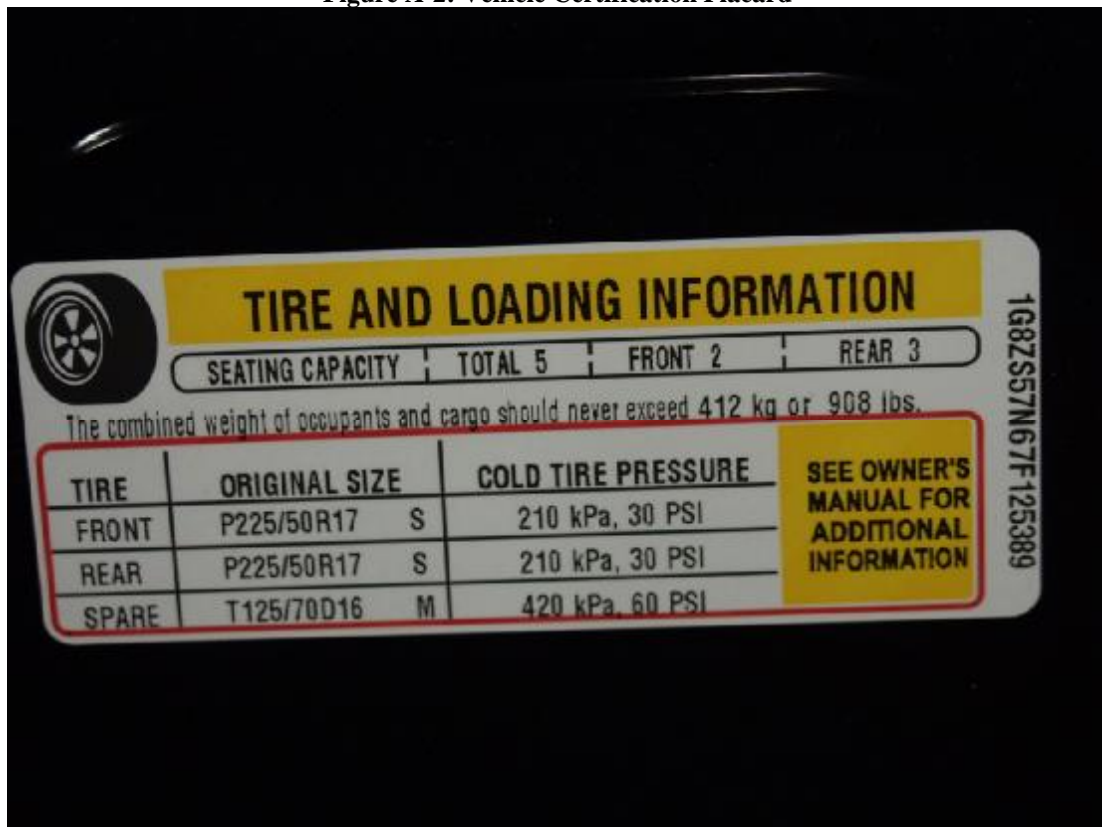 Figure A-2: Vehicle Certification Placard
TIRE AND LOADING INFORMATION
SEATING CAPACITY TOTAL 5 FRONT 2 REAR 3
The combined weight of occupants and cargo should never exceed 412 kg or 908 lbs.
TIRE ORIGINAL SIZE COLD TIRE PRESSURE
FRONT P225/50R17 S 210 kPa, 30 PSI
REAR P225/50R17 S 210 kPa, 30 PSI
SPARE T125/70D16 M 420 kPa, 60 PSI
SEE OWNER'S
MANUAL FOR
ADDITIONAL
INFORMATION
1G8ZS57N67F125389